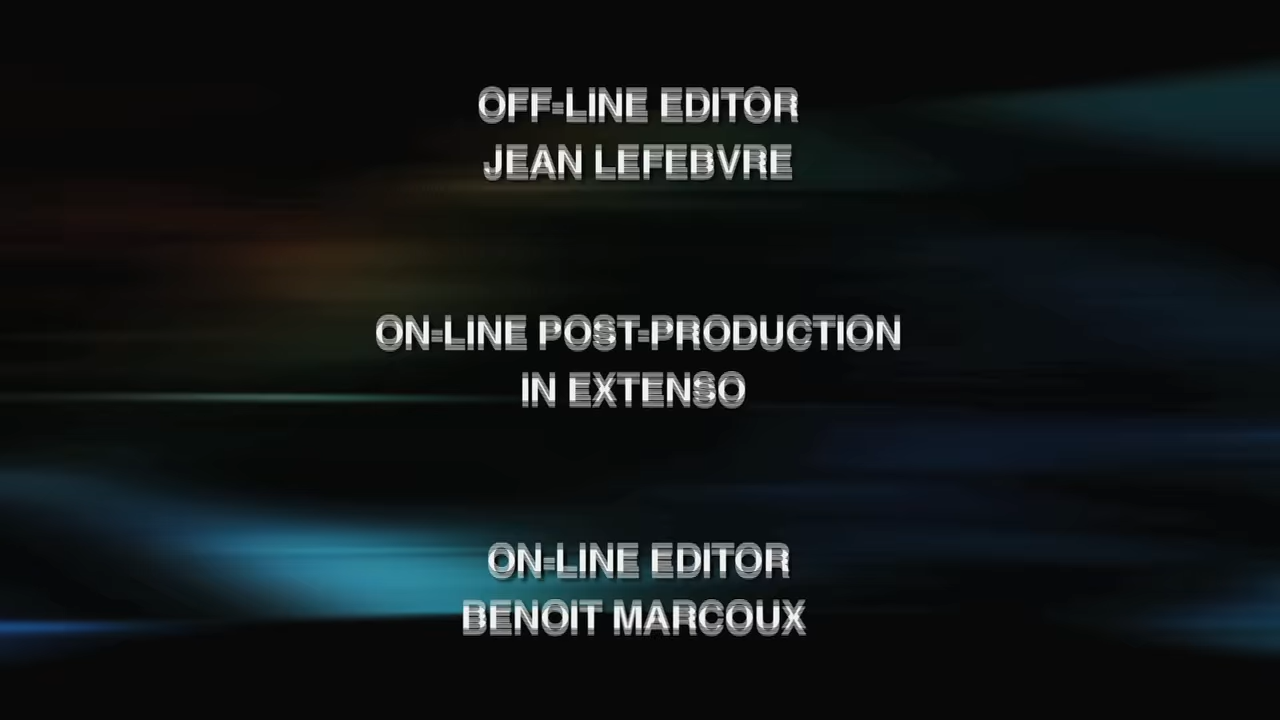 OFF-LINE EDITOR
JEAN LEFEBVRE
ON-LINE POST-PRODUCTION
IN EXTENSO
ON-LINE EDITOR
BENOIT MARCOUX